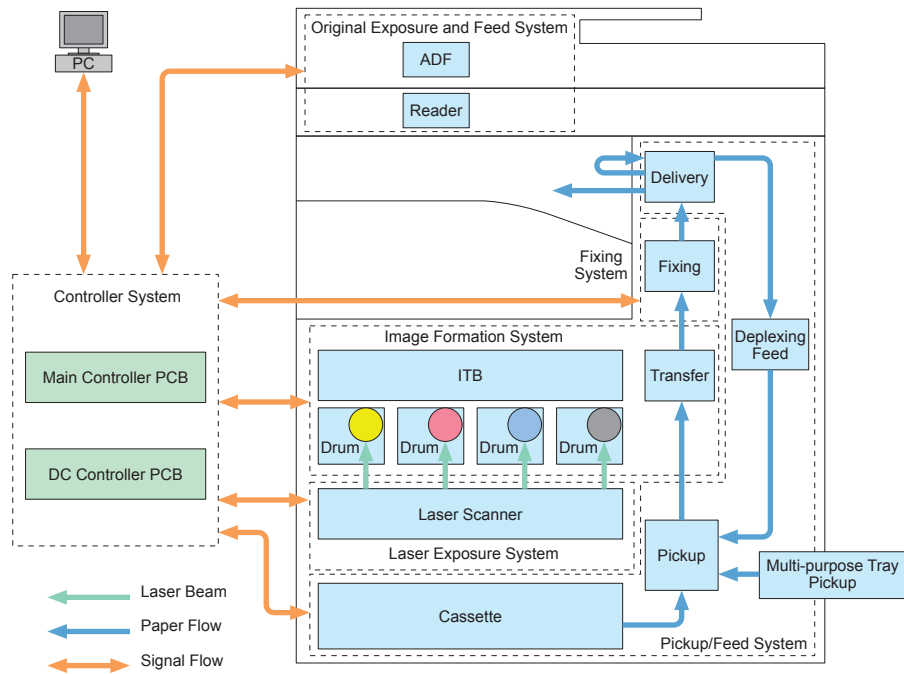 Original Exposure and Feed System
ADF
PC
Reader
Delivery
Fixing
System
Fixing
Controller System
Image Formation System
Deplexing
Feed
Main Controller PCB
ITB
Transfer
Drum
Drum
Drum
Drum
DC Controller PCB
Laser Scanner
Laser Exposure System
Pickup
Multi-purpose Tray
Pickup
Laser Beam
Cassette
Paper Flow
Pickup/Feed System
Signal Flow